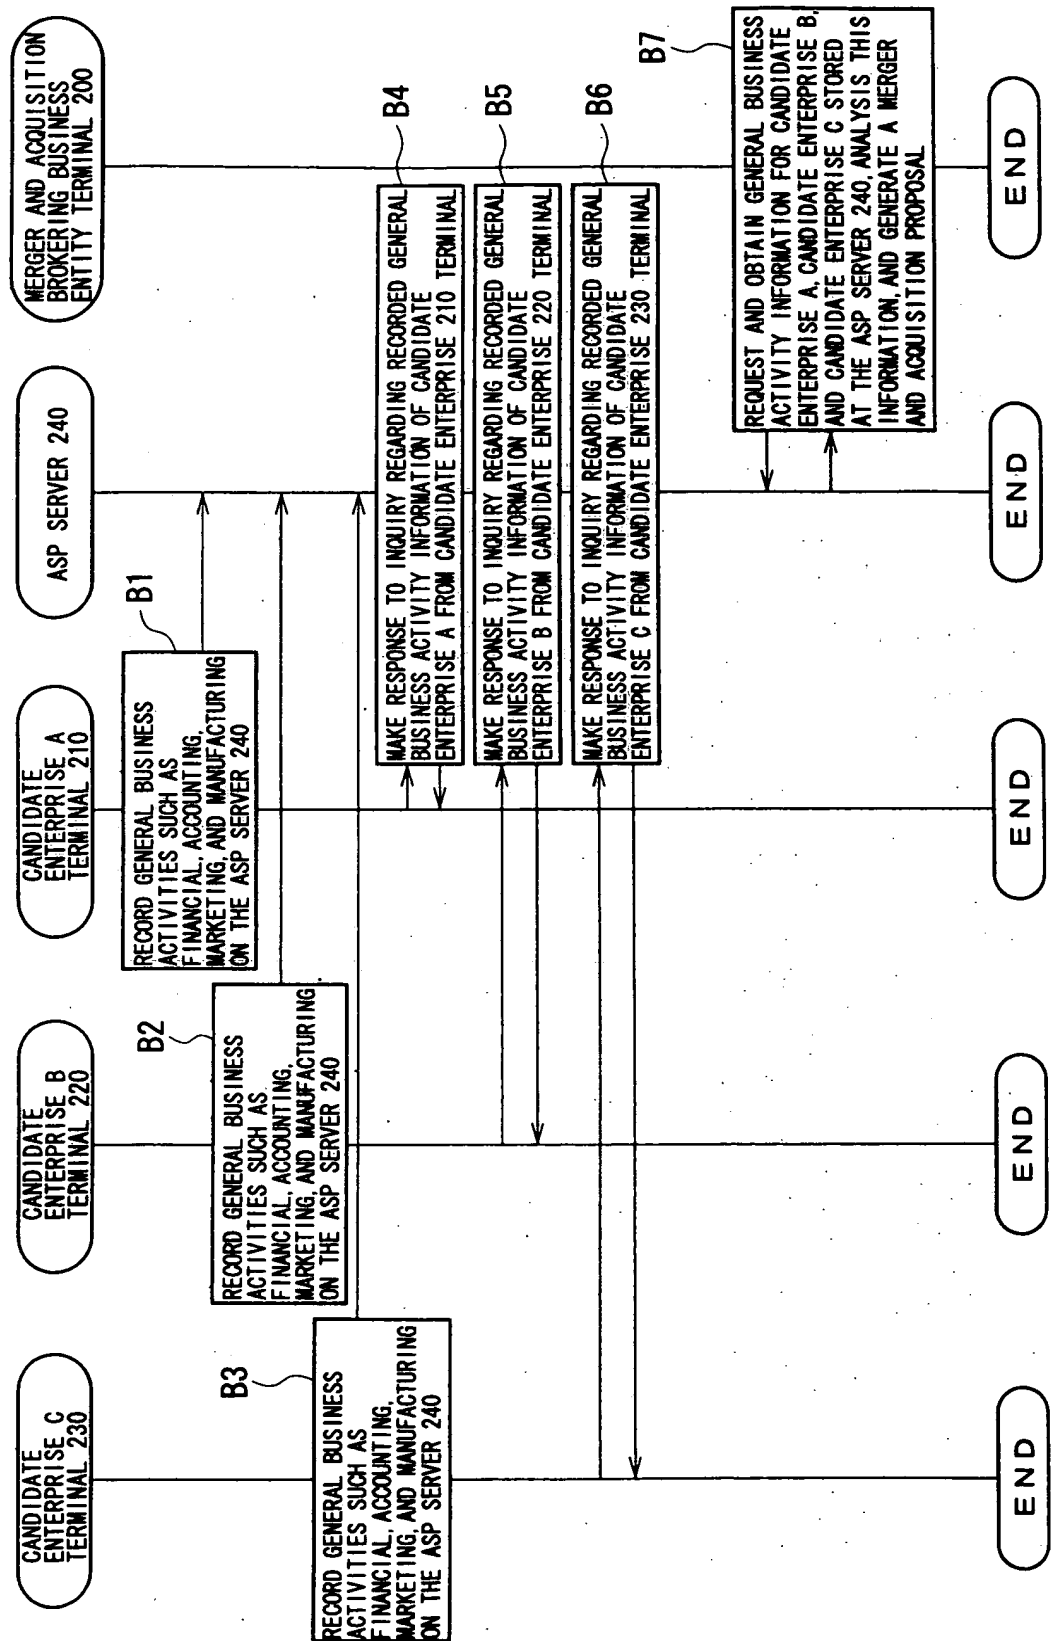 CANDIDATE
ENTERPRISE C
TERMINAL 230
CANDIDATE
ENTERPRISE B
TERMINAL 220
CANDIDATE
ENTERPRISE A
TERMINAL 210
ASP SERVER 240
MERGER AND ACQUISITION
BROKERING BUSINESS
ENTITY TERMINAL 200
B1
RECORD GENERAL BUSINESS
ACTIVITIES SUCH AS
FINANCIAL, ACCOUNTING,
MARKETING, AND MANUFACTURING
ON THE ASP SERVER 240
B2
RECORD GENERAL BUSINESS
ACTIVITIES SUCH AS
FINANCIAL, ACCOUNTING,
MARKETING, AND MANUFACTURING
ON THE ASP SERVER 240
B3
RECORD GENERAL BUSINESS
ACTIVITIES SUCH AS
FINANCIAL, ACCOUNTING,
MARKETING, AND MANUFACTURING
ON THE ASP SERVER 240
B4
MAKE RESPONSE TO INQUIRY REGARDING RECORDED GENERAL
BUSINESS ACTIVITY INFORMATION OF CANDIDATE
ENTERPRISE A FROM CANDIDATE ENTERPRISE 210 TERMINAL
B5
MAKE RESPONSE TO INQUIRY REGARDING RECORDED GENERAL
BUSINESS ACTIVITY INFORMATION OF CANDIDATE
ENTERPRISE B FROM CANDIDATE ENTERPRISE 220 TERMINAL
B6
MAKE RESPONSE TO INQUIRY REGARDING RECORDED GENERAL
BUSINESS ACTIVITY INFORMATION OF CANDIDATE
ENTERPRISE C FROM CANDIDATE ENTERPRISE 230 TERMINAL
B7
REQUEST AND OBTAIN GENERAL BUSINESS
ACTIVITY INFORMATION FOR CANDIDATE
ENTERPRISE A, CANDIDATE ENTERPRISE B,
AND CANDIDATE ENTERPRISE C STORED
AT THE ASP SERVER 240, ANALYSIS THIS
INFORMATION, AND GENERATE A MERGER
AND ACQUISITION PROPOSAL
END
END
END
END
END